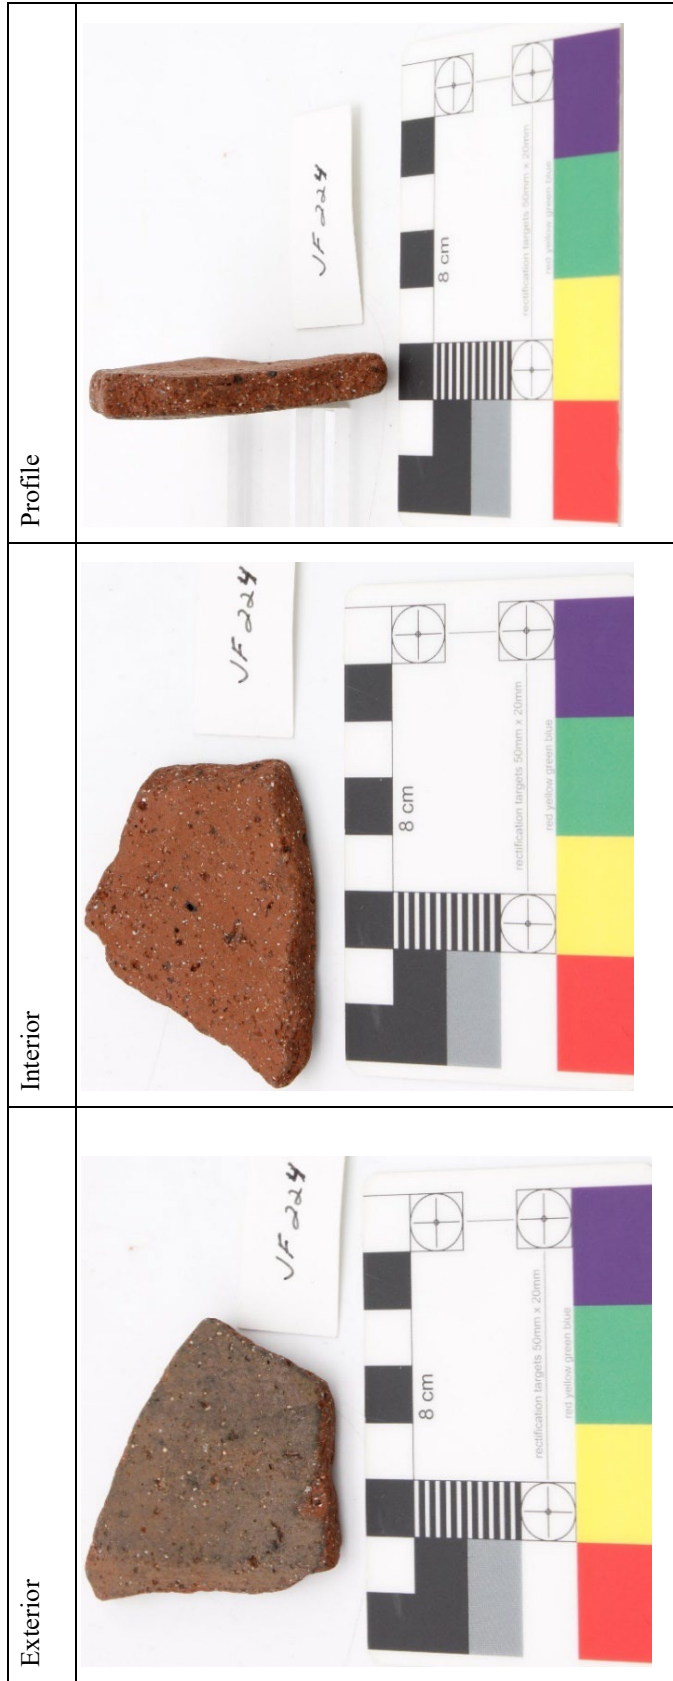 Exterior
JF 224
8 cm
rectification targets 50mm x 20mm
red yellow green blue
Interior
JF 224
8 cm
rectification targets 50mm x 20mm
red yellow green blue
Profile
JF 224
8 cm
rectification targets 50mm x 20mm
red yellow green blue